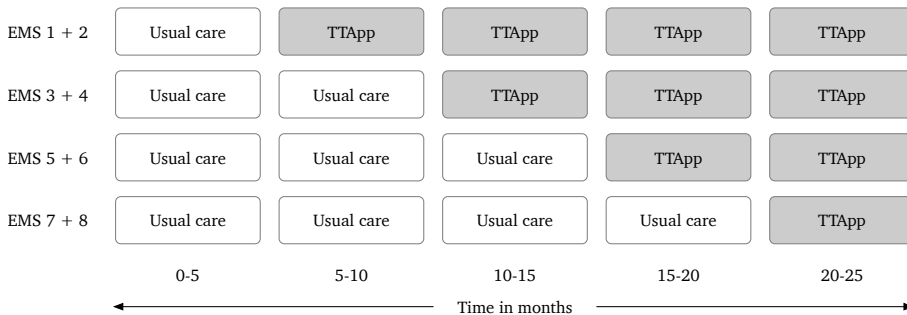 EMS 1 + 2 Usual care TTApp TTApp TTApp TTApp
EMS 3 + 4 Usual care Usual care TTApp TTApp TTApp
EMS 5 + 6 Usual care Usual care Usual care TTApp TTApp
EMS 7 + 8 Usual care Usual care Usual care Usual care TTApp
0-5 5-10 10-15 15-20 20-25
Time in months